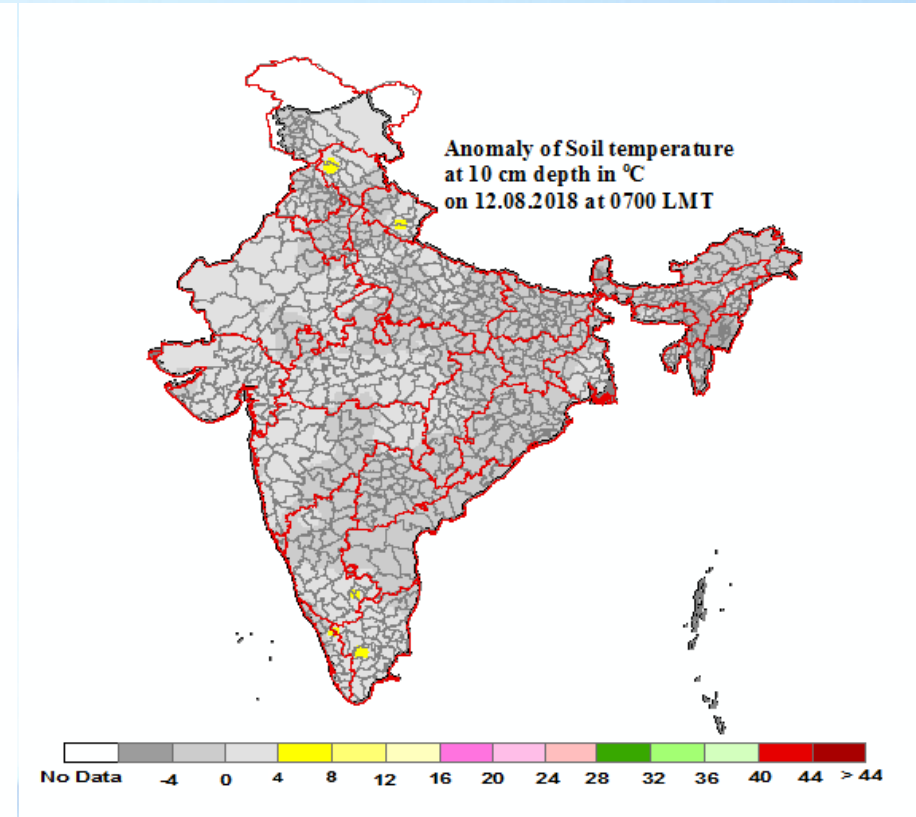 Anomaly of Soil temperature
at 10 cm depth in ⁰C
on 12.08.2018 at 0700 LMT
No Data -4 0 4 8 12 16 20 24 28 32 36 40 44 > 44